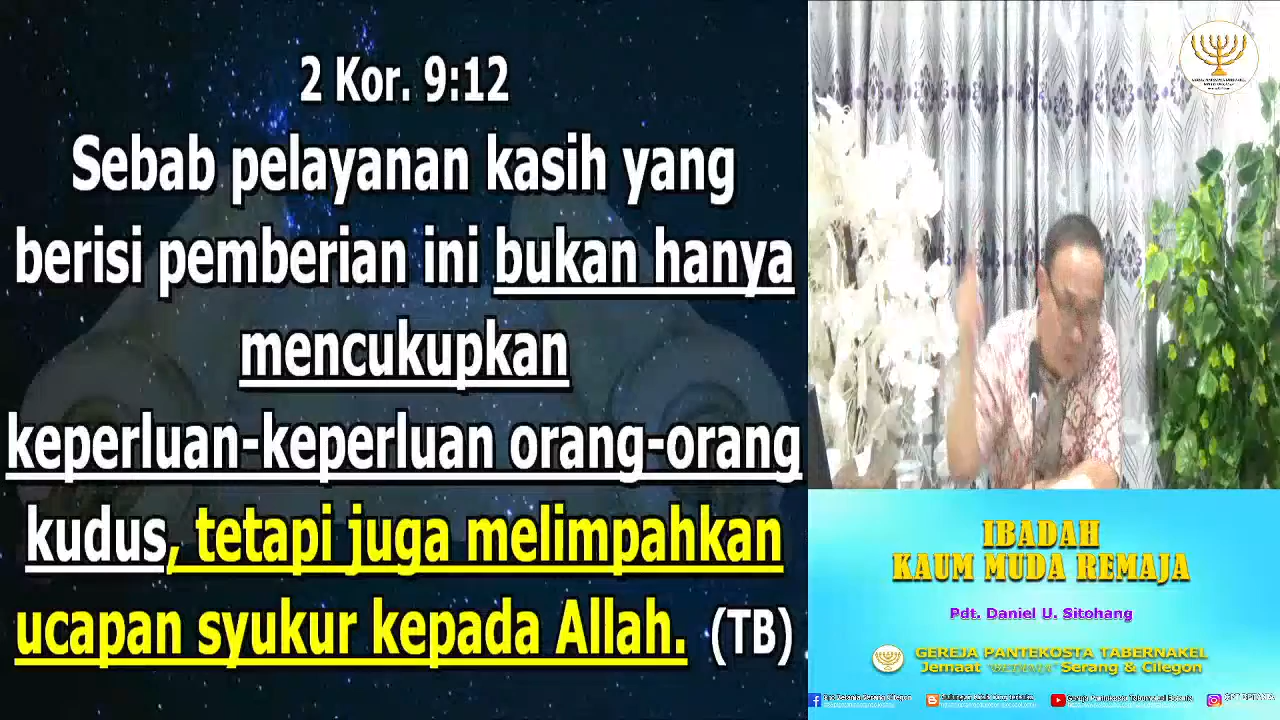 2 Kor. 9:12
Sebab pelayanan kasih yang
berisi pemberian ini bukan hanya
mencukupkan
keperluan-keperluan orang-orang
kudus, tetapi juga melimpahkan
ucapan syukur kepada Allah. (TB)
IBADAH
KAUM MUDA REMAJA
Pdt. Daniel U. Sitohang
GEREJA PANTEKOSTA TABERNAKEL
Jemaat "BETANIA" Serang & Cilegon